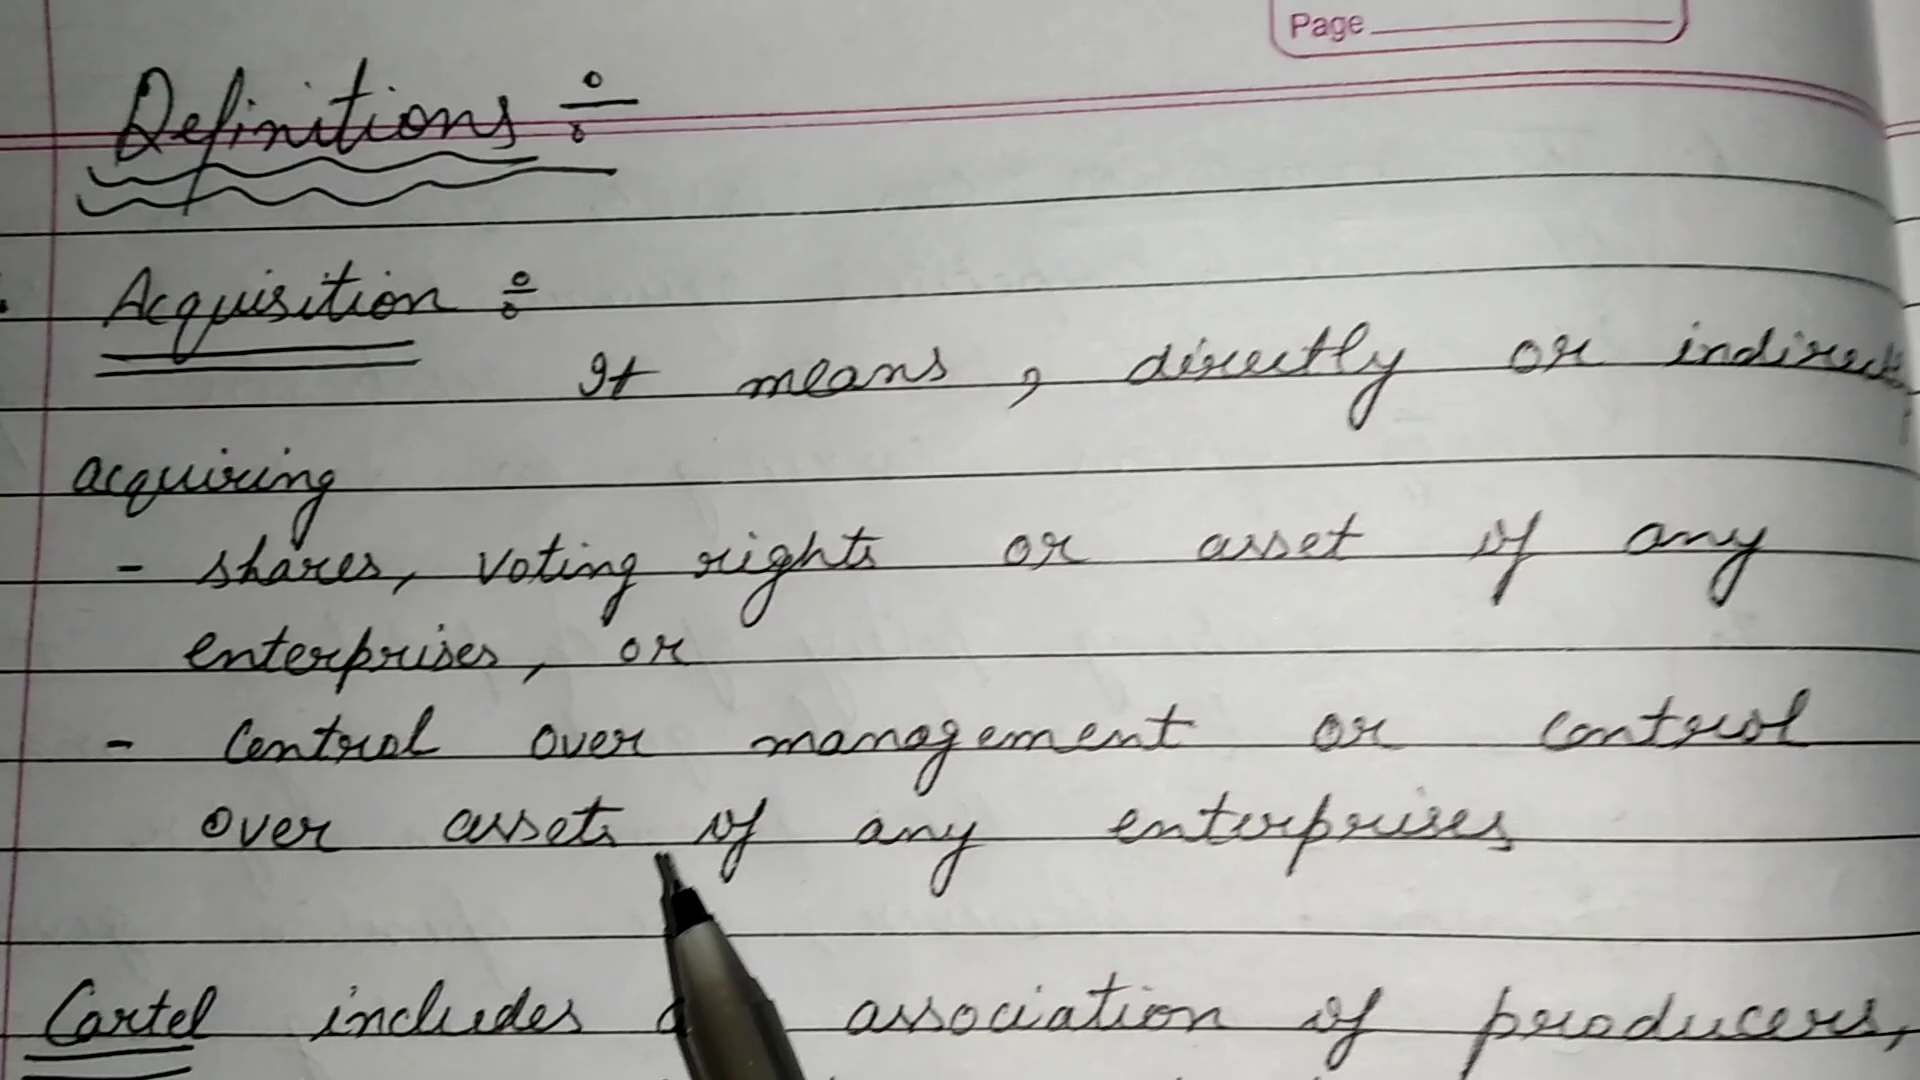 Page
Definitions ÷
Acquisition ÷
It means, directly or indirect
acquiring
- shares, voting rights or asset of any
enterprises, or
- Control over management or control
over assets of any enterprises
Cartel includes association of producers,